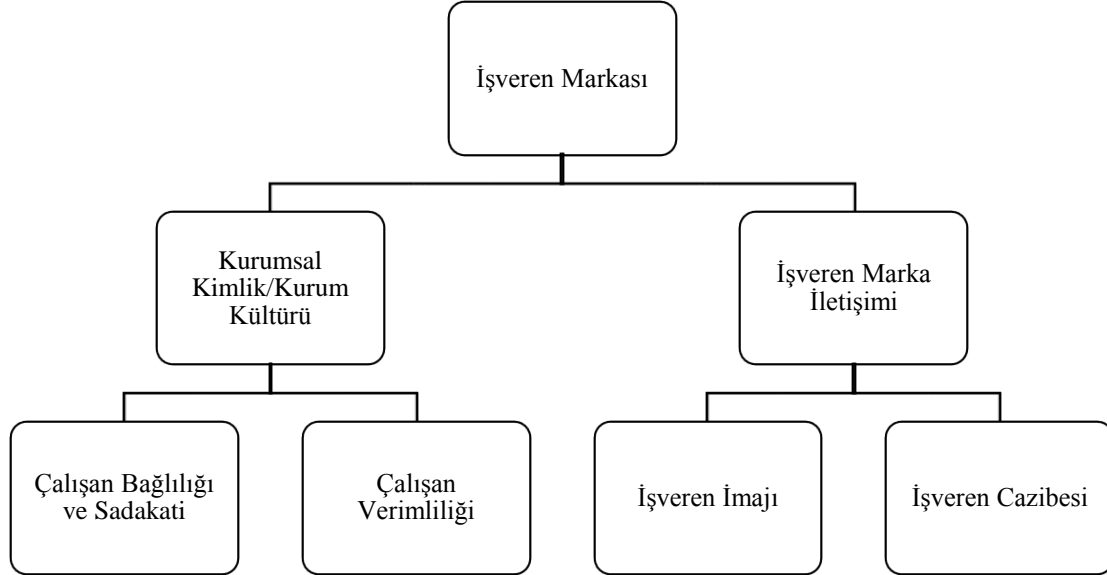 İşveren Markası
Kurumsal
Kimlik/Kurum
Kültürü
İşveren Marka
İletişimi
Çalışan Bağlılığı
ve Sadakati
Çalışan
Verimliliği
İşveren İmajı
İşveren Cazibesi